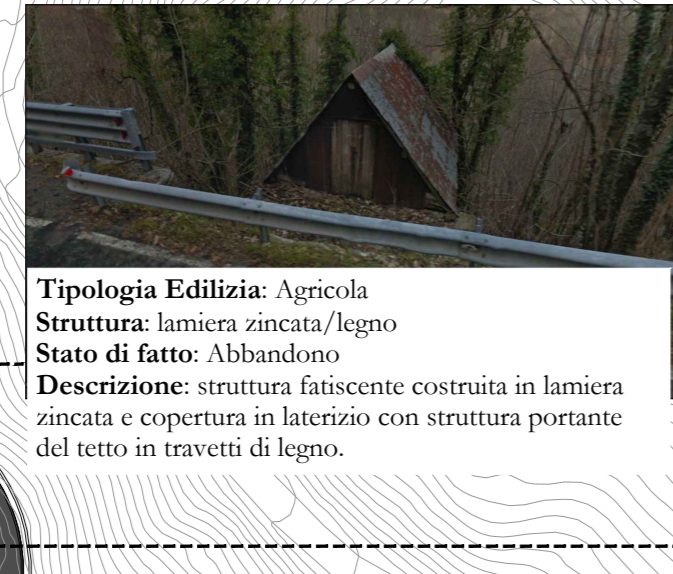 Tipologia Edilizia: Agricola
Struttura: lamiera zincata/legno
Stato di fatto: Abbandono
Descrizione: struttura fatiscente costruita in lamiera
zincata e copertura in laterizio con struttura portante
del tetto in travetti di legno.